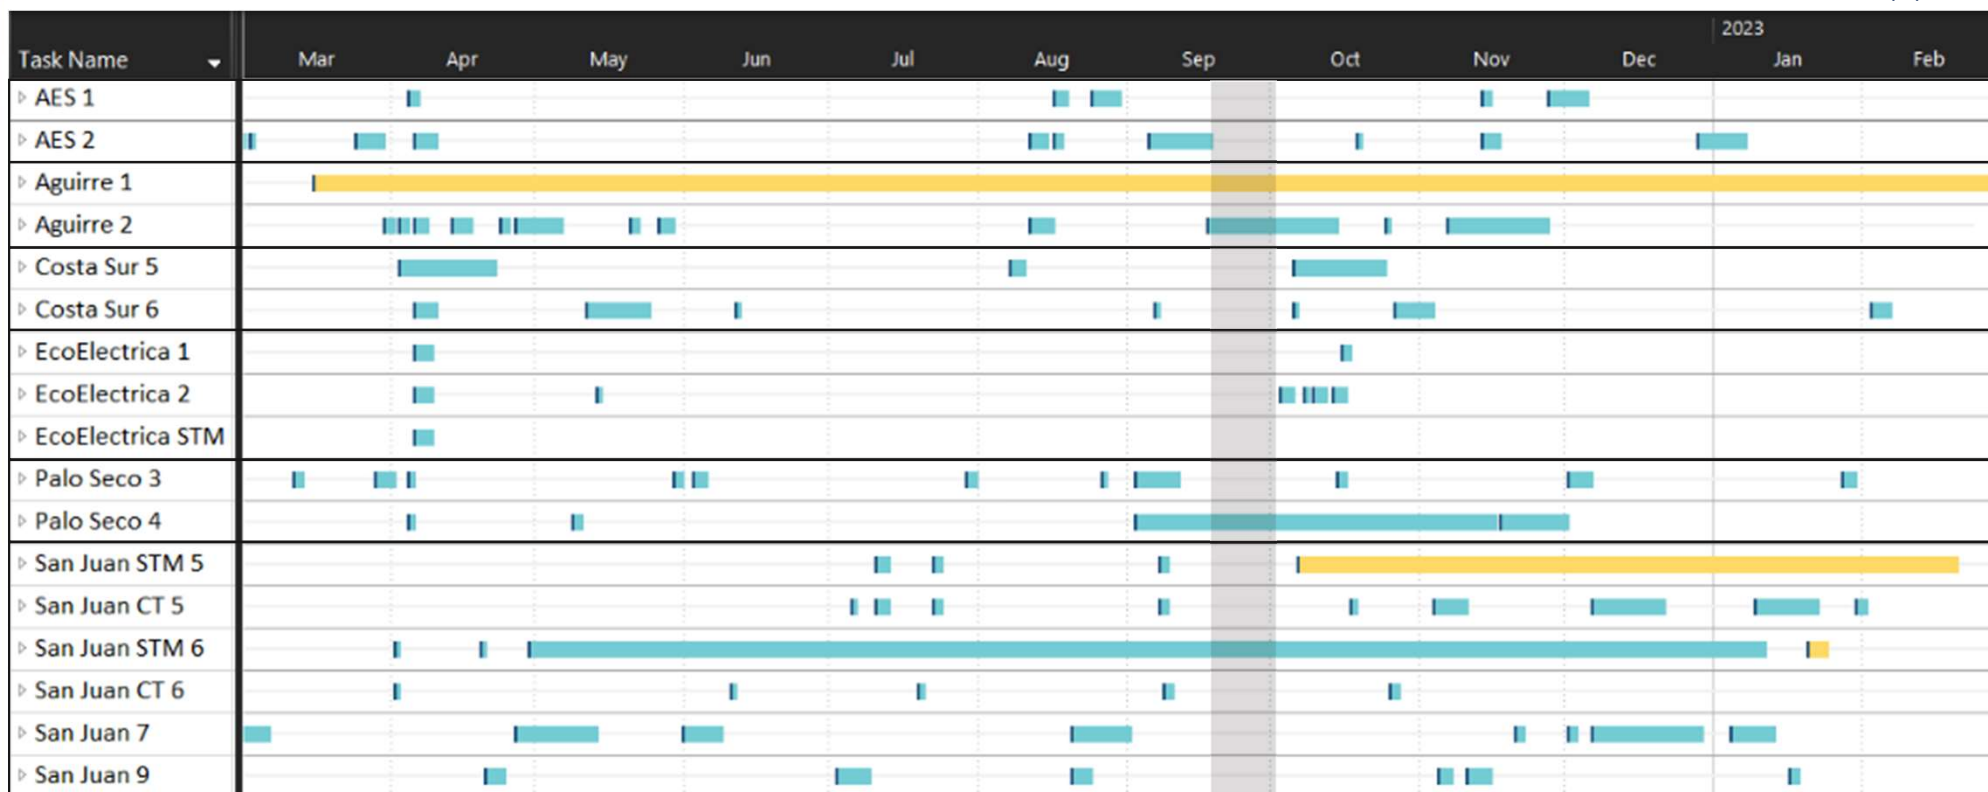 2023
Task Name Mar Apr May Jun Jul Aug Sep Oct Nov Dec Jan Feb
AES 1
AES 2
Aguirre 1
Aguirre 2
Costa Sur 5
Costa Sur 6
EcoElectrica 1
EcoElectrica 2
EcoElectrica STM
Palo Seco 3
Palo Seco 4
San Juan STM 5
San Juan CT 5
San Juan STM 6
San Juan CT 6
San Juan 7
San Juan 9